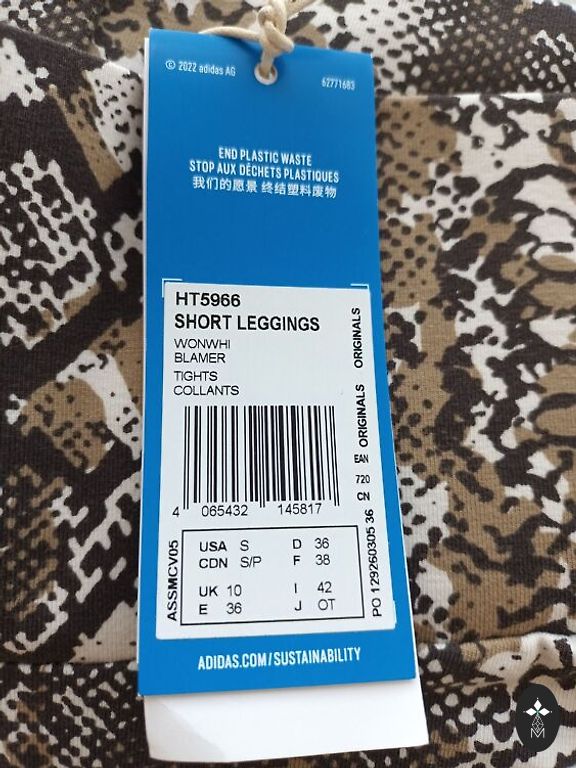 © 2022 adidas AG
62771683
END PLASTIC WASTE
STOP AUX DÉCHETS PLASTIQUES
我们的愿景 终结塑料废物
HT5966
SHORT LEGGINGS
WONWHI
BLAMER
TIGHTS
COLLANTS
ORIGINALS
ORIGINALS
EAN
720
CN
4 065432 145817
ASSMCV05
USA S D 36
CDN S/P F 38
UK 10 I 42
E 36 J OT
PO 129260305 36
ADIDAS.COM/SUSTAINABILITY
M